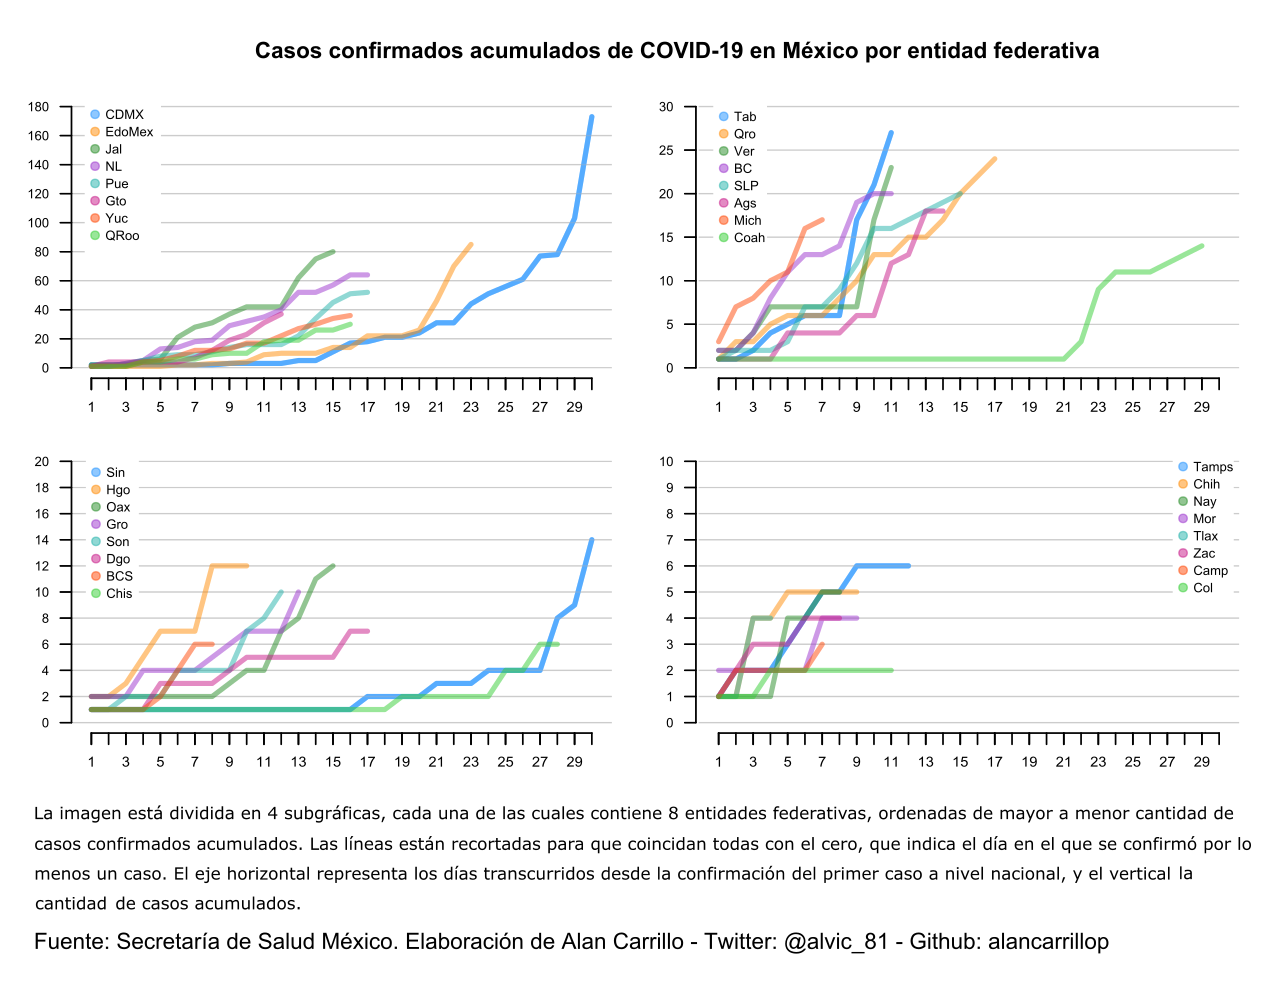 Casos confirmados acumulados de COVID-19 en México por entidad federativa
180
160
140
120
100
80
60
40
20
0
CDMX
EdoMex
Jal
NL
Pue
Gto
Yuc
QRoo
1 3 5 7 9 11 13 15 17 19 21 23 25 27 29
30
25
20
15
10
5
0
Tab
Qro
Ver
BC
SLP
Ags
Mich
Coah
1 3 5 7 9 11 13 15 17 19 21 23 25 27 29
20
18
16
14
12
10
8
6
4
2
0
Sin
Hgo
Oax
Gro
Son
Dgo
BCS
Chis
1 3 5 7 9 11 13 15 17 19 21 23 25 27 29
10
9
8
7
6
5
4
3
2
1
0
Tamps
Chih
Nay
Mor
Tlax
Zac
Camp
Col
1 3 5 7 9 11 13 15 17 19 21 23 25 27 29
La imagen está dividida en 4 subgráficas, cada una de las cuales contiene 8 entidades federativas, ordenadas de mayor a menor cantidad de
casos confirmados acumulados. Las líneas están recortadas para que coincidan todas con el cero, que indica el día en el que se confirmó por lo
menos un caso. El eje horizontal representa los días transcurridos desde la confirmación del primer caso a nivel nacional, y el vertical la
cantidad de casos acumulados.
Fuente: Secretaría de Salud México. Elaboración de Alan Carrillo - Twitter: @alvic_81 - Github: alancarrillop